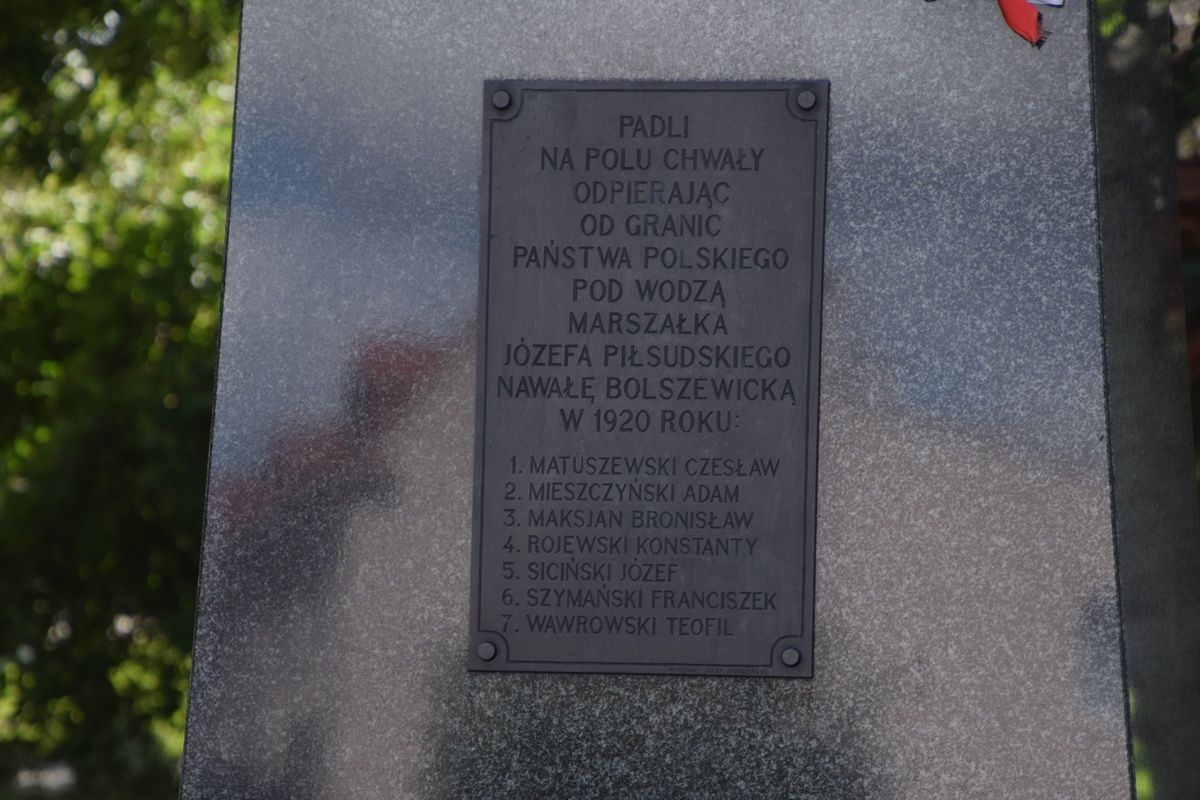 PADLI
NA POLU CHWAŁY
ODPIERAJĄC
OD GRANIC
PAŃSTWA POLSKIEGO
POD WODZĄ
MARSZAŁKA
JÓZEFA PIŁSUDSKIEGO
NAWAŁĘ BOLSZEWICKĄ
W 1920 ROKU:
1. MATUSZEWSKI CZESŁAW
2. MIESZCZYŃSKI ADAM
3. MAKSJAN BRONISŁAW
4. ROJEWSKI KONSTANTY
5. SICIŃSKI JÓZEF
6. SZYMAŃSKI FRANCISZEK
7. WAWROWSKI TEOFIL